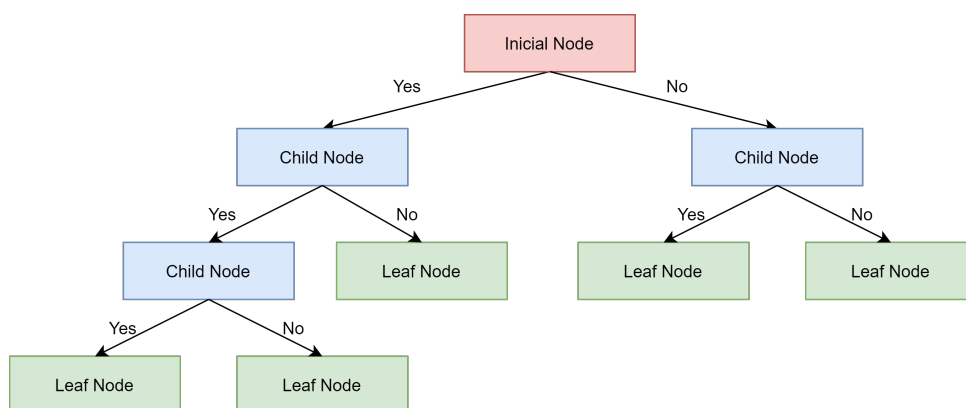 Inicial Node
Yes
No
Child Node
Child Node
Yes
No
Yes
No
Child Node
Leaf Node
Leaf Node
Leaf Node
Yes
No
Leaf Node
Leaf Node